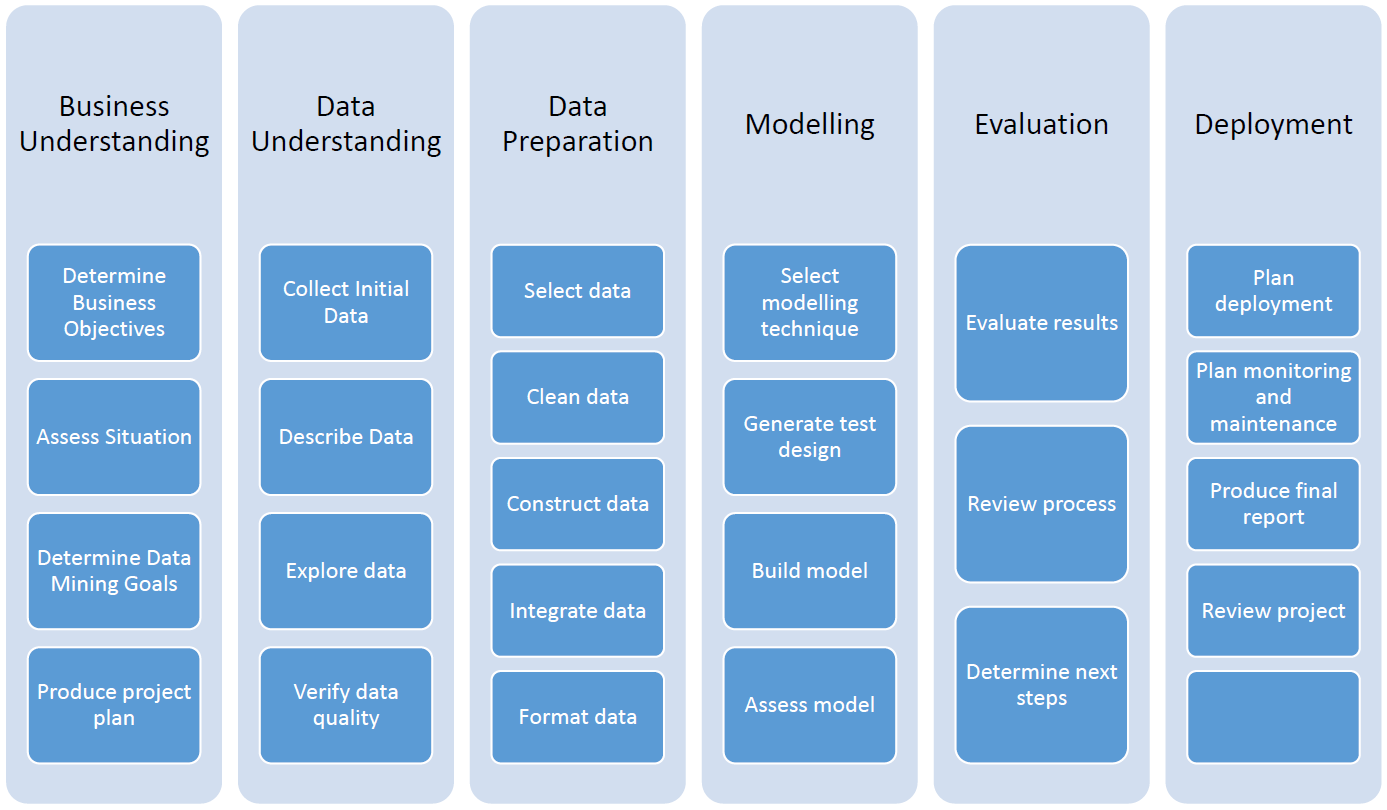 Business
Understanding
Determine
Business
Objectives
Assess Situation
Determine Data
Mining Goals
Produce project
plan
Data
Understanding
Collect Initial
Data
Describe Data
Explore data
Verify data
quality
Data
Preparation
Select data
Clean data
Construct data
Integrate data
Format data
Modelling
Select
modelling
technique
Generate test
design
Build model
Assess model
Evaluation
Evaluate results
Review process
Determine next
steps
Deployment
Plan
deployment
Plan monitoring
and
maintenance
Produce final
report
Review project